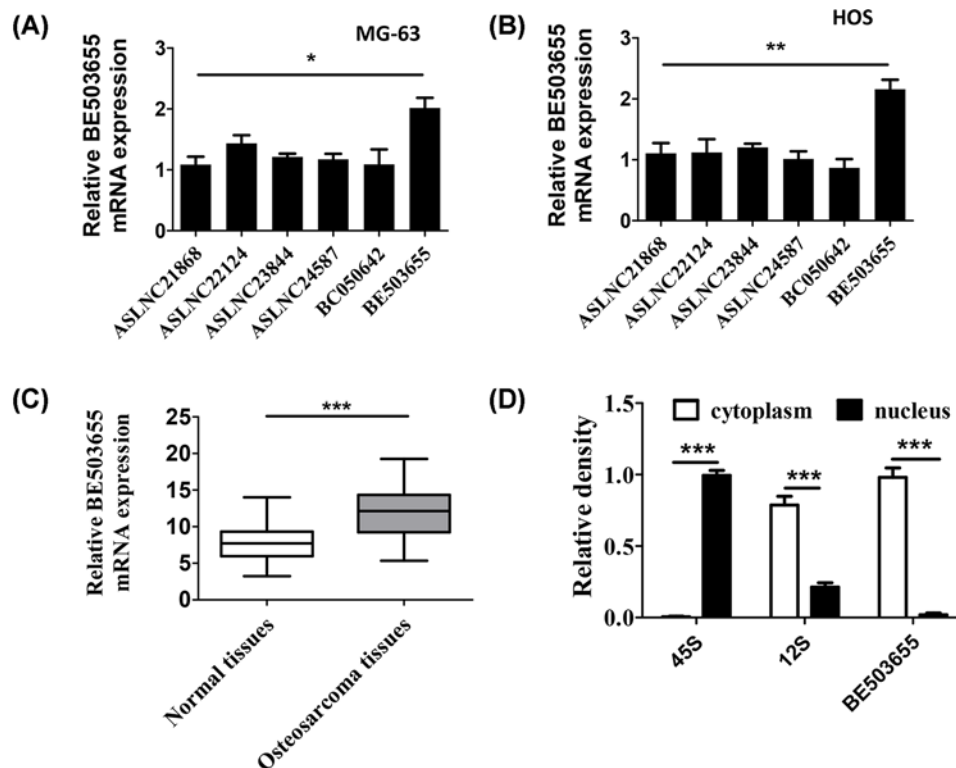 (A)
MG-63
Relative BE503655
mRNA expression
*
3
2
1
0
ASLNC21868
ASLNC22124
ASLNC23844
ASLNC24587
BC050642
BE503655
(B)
HOS
Relative BE503655
mRNA expression
**
3
2
1
0
ASLNC21868
ASLNC22124
ASLNC23844
ASLNC24587
BC050642
BE503655
(C)
Relative BE503655
mRNA expression
***
25
20
15
10
5
0
Normal tissues
Osteosarcoma tissues
(D)
cytoplasm nucleus
Relative density
1.5
1.0
0.5
0.0
***
***
***
45S
12S
BE503655